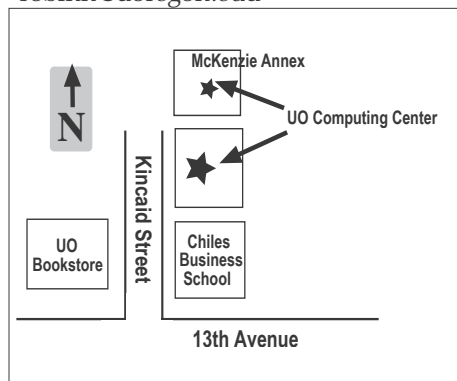 McKenzie Annex
UO Computing Center
N
Kincaid Street
UO
Bookstore
Chiles
Business
School
13th Avenue